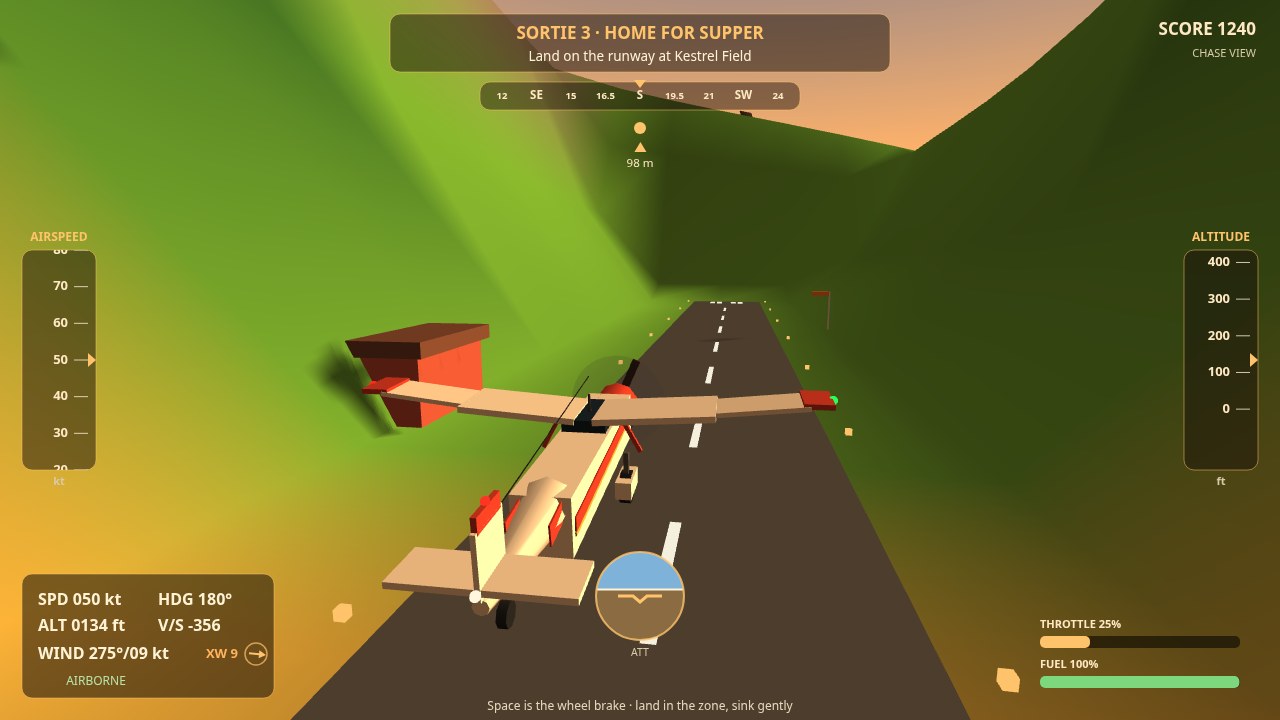 SORTIE 3 · HOME FOR SUPPER
Land on the runway at Kestrel Field
SCORE 1240
CHASE VIEW
12 SE 15 16.5 S 19.5 21 SW 24
98 m
AIRSPEED
80
70
60
50
40
30
20
kt
ALTITUDE
400
300
200
100
0
ft
SPD 050 kt HDG 180°
ALT 0134 ft V/S -356
WIND 275°/09 kt XW 9
AIRBORNE
ATT
THROTTLE 25%
FUEL 100%
Space is the wheel brake · land in the zone, sink gently